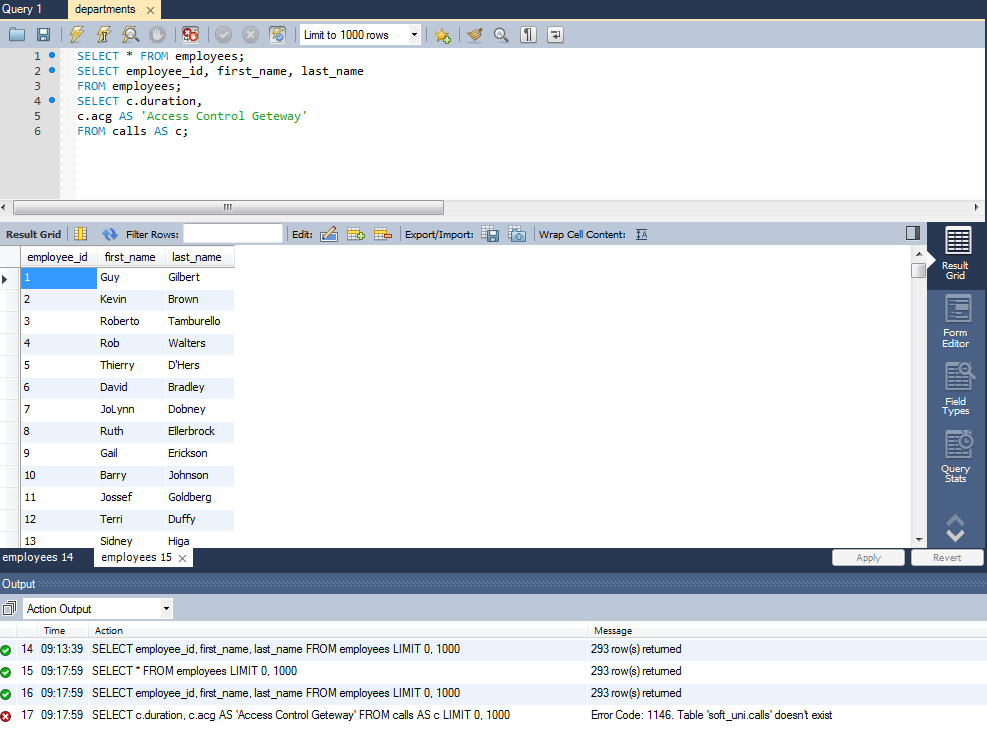 Query 1 departments
Limit to 1000 rows
1 SELECT * FROM employees;
2 SELECT employee_id, first_name, last_name
3 FROM employees;
4 SELECT c.duration,
5 c.acg AS 'Access Control Geteway'
6 FROM calls AS c;
Result Grid Filter Rows: Edit: Export/Import: Wrap Cell Content:
employee_id first_name last_name
1 Guy Gilbert
2 Kevin Brown
3 Roberto Tamburello
4 Rob Walters
5 Thierry D'Hers
6 David Bradley
7 JoLynn Dobney
8 Ruth Ellerbrock
9 Gail Erickson
10 Barry Johnson
11 Jossef Goldberg
12 Terri Duffy
13 Sidney Higa
Result
Grid
Form
Editor
Field
Types
Query
Stats
employees 14 employees 15 Apply Revert
Output
Action Output
Time Action Message
14 09:13:39 SELECT employee_id, first_name, last_name FROM employees LIMIT 0, 1000 293 row(s) returned
15 09:17:59 SELECT * FROM employees LIMIT 0, 1000 293 row(s) returned
16 09:17:59 SELECT employee_id, first_name, last_name FROM employees LIMIT 0, 1000 293 row(s) returned
17 09:17:59 SELECT c.duration, c.acg AS 'Access Control Geteway' FROM calls AS c LIMIT 0, 1000 Error Code: 1146. Table 'soft_uni.calls' doesn't exist